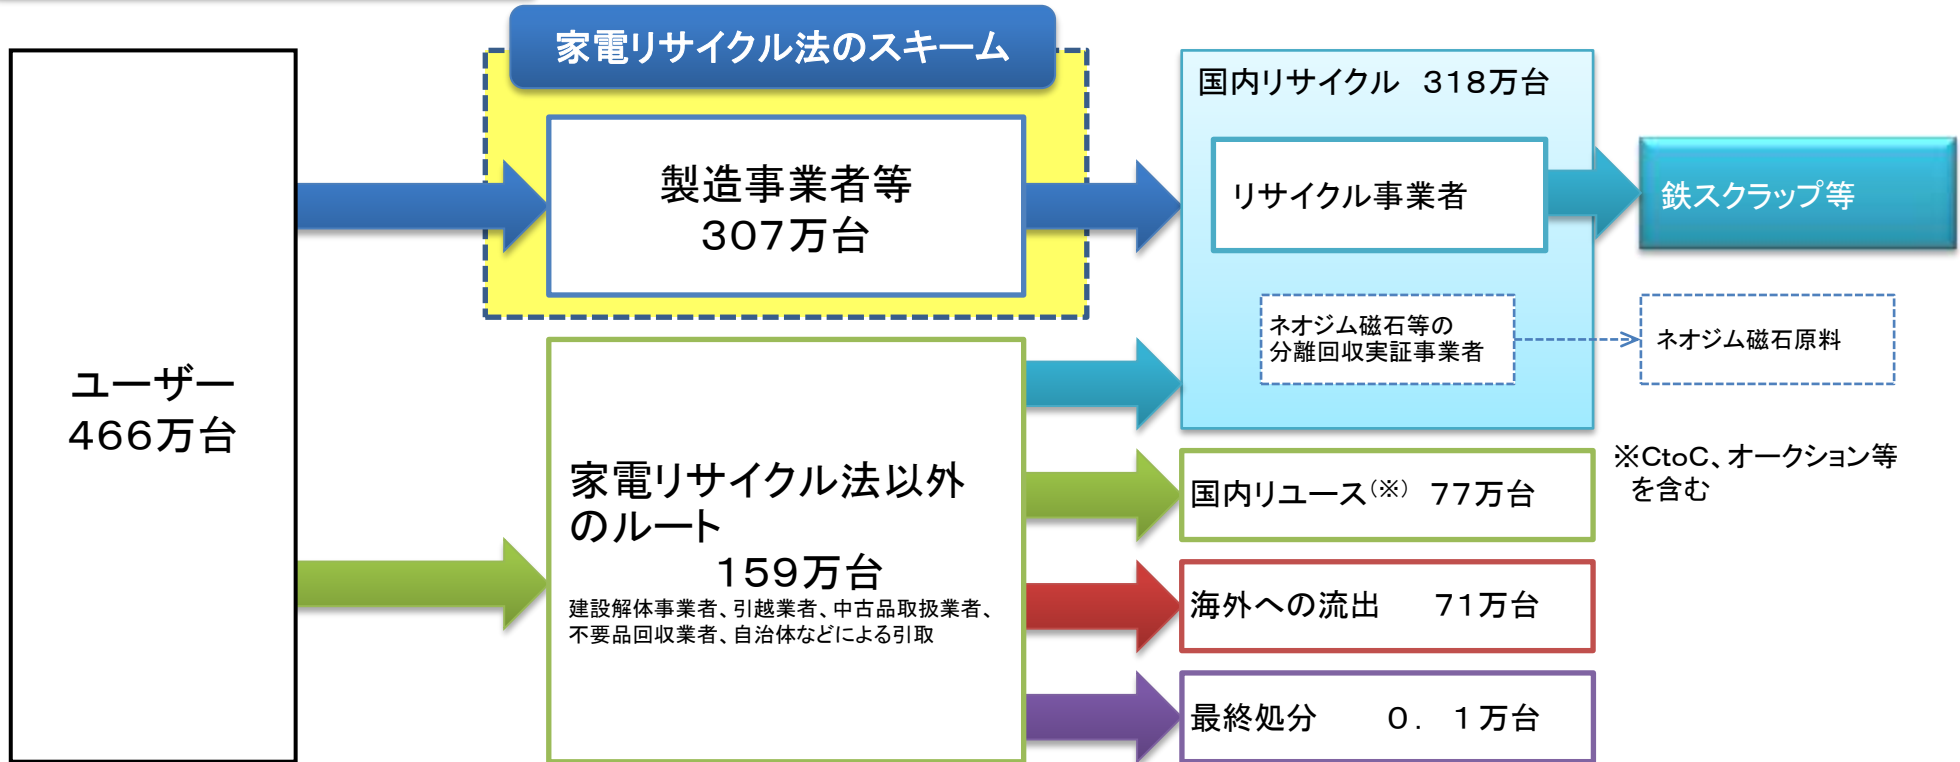 家電リサイクル法のスキーム
国内リサイクル 318万台
製造事業者等
307万台
リサイクル事業者
鉄スクラップ等
ネオジム磁石等の
分離回収実証事業者
ネオジム磁石原料
ユーザー
466万台
家電リサイクル法以外
のルート
159万台
建設解体事業者、引越業者、中古品取扱業者、
不要品回収業者、自治体などによる引取
国内リユース(※) 77万台
※CtoC、オークション等
を含む
海外への流出 71万台
最終処分 0.1万台